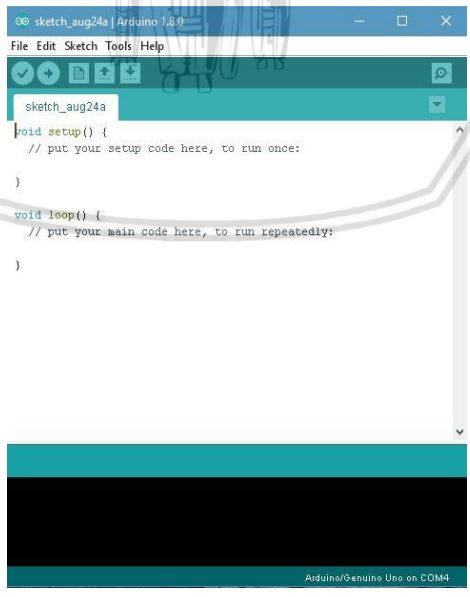 sketch_aug24a | Arduino 1.8.0
File Edit Sketch Tools Help
sketch_aug24a
void setup() {
  // put your setup code here, to run once:
}
void loop() {
  // put your main code here, to run repeatedly:
}
Arduino/Genuino Uno on COM4